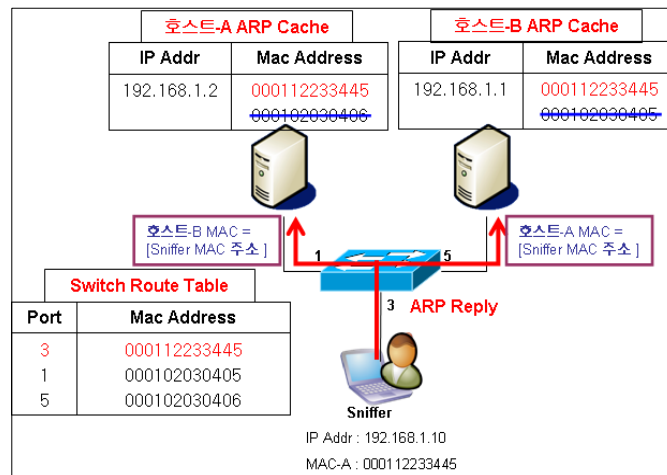 호스트-A ARP Cache
IP Addr Mac Address
192.168.1.2 000112233445
000102030406
호스트-B ARP Cache
IP Addr Mac Address
192.168.1.1 000112233445
000102030405
호스트-B MAC =
[Sniffer MAC 주소 ]
호스트-A MAC =
[Sniffer MAC 주소 ]
1
5
3 ARP Reply
Switch Route Table
Port Mac Address
3 000112233445
1 000102030405
5 000102030406
Sniffer
IP Addr : 192.168.1.10
MAC-A : 000112233445